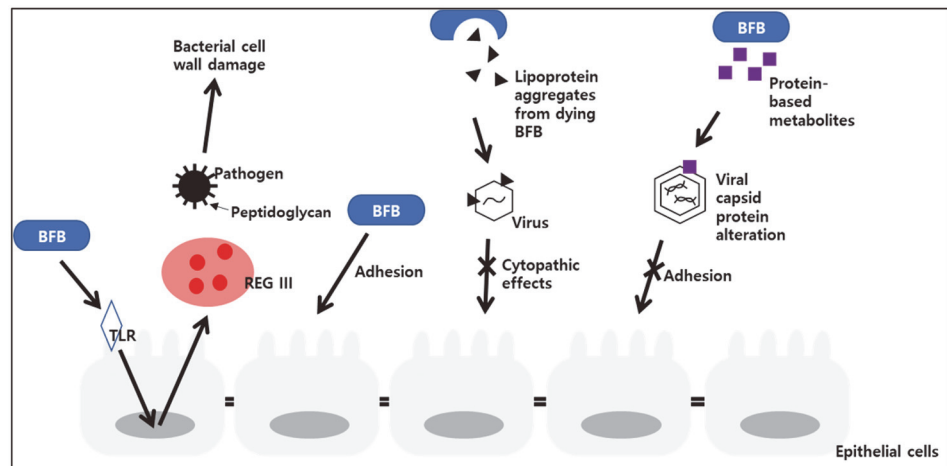 Bacterial cell
wall damage
Pathogen
Peptidoglycan
BFB
TLR
REG III
BFB
Adhesion
Lipoprotein
aggregates
from dying
BFB
Virus
Cytopathic
effects
BFB
Protein-
based
metabolites
Viral
capsid
protein
alteration
Adhesion
Epithelial cells